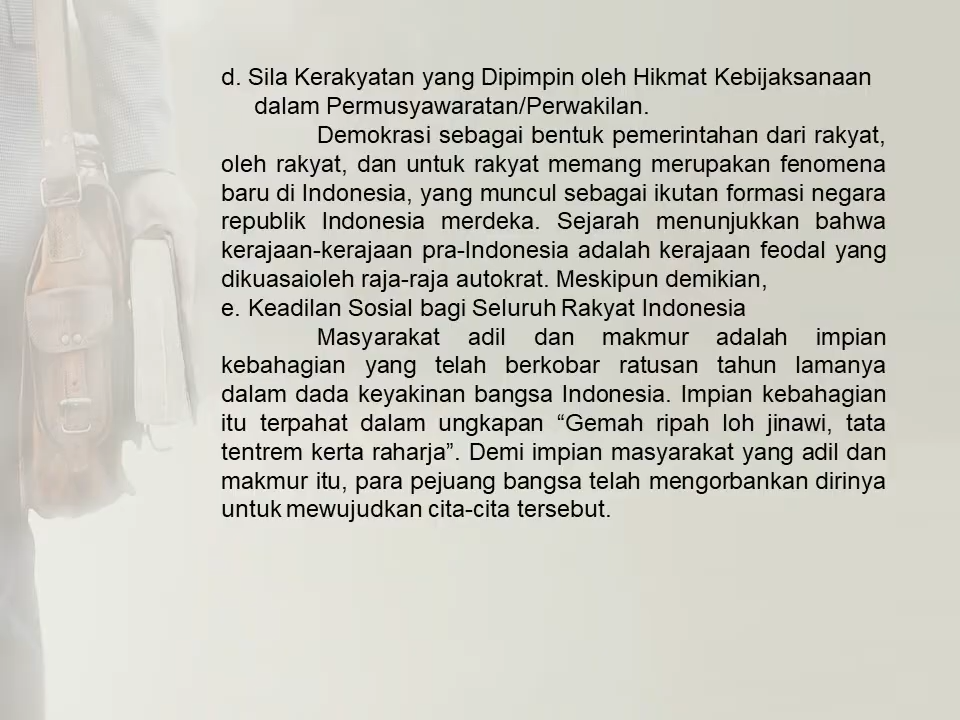 d. Sila Kerakyatan yang Dipimpin oleh Hikmat Kebijaksanaan
dalam Permusyawaratan/Perwakilan.
Demokrasi sebagai bentuk pemerintahan dari rakyat,
oleh rakyat, dan untuk rakyat memang merupakan fenomena
baru di Indonesia, yang muncul sebagai ikutan formasi negara
republik Indonesia merdeka. Sejarah menunjukkan bahwa
kerajaan-kerajaan pra-Indonesia adalah kerajaan feodal yang
dikuasaioleh raja-raja autokrat. Meskipun demikian,
e. Keadilan Sosial bagi Seluruh Rakyat Indonesia
Masyarakat adil dan makmur adalah impian
kebahagian yang telah berkobar ratusan tahun lamanya
dalam dada keyakinan bangsa Indonesia. Impian kebahagian
itu terpahat dalam ungkapan “Gemah ripah loh jinawi, tata
tentrem kerta raharja”. Demi impian masyarakat yang adil dan
makmur itu, para pejuang bangsa telah mengorbankan dirinya
untuk mewujudkan cita-cita tersebut.